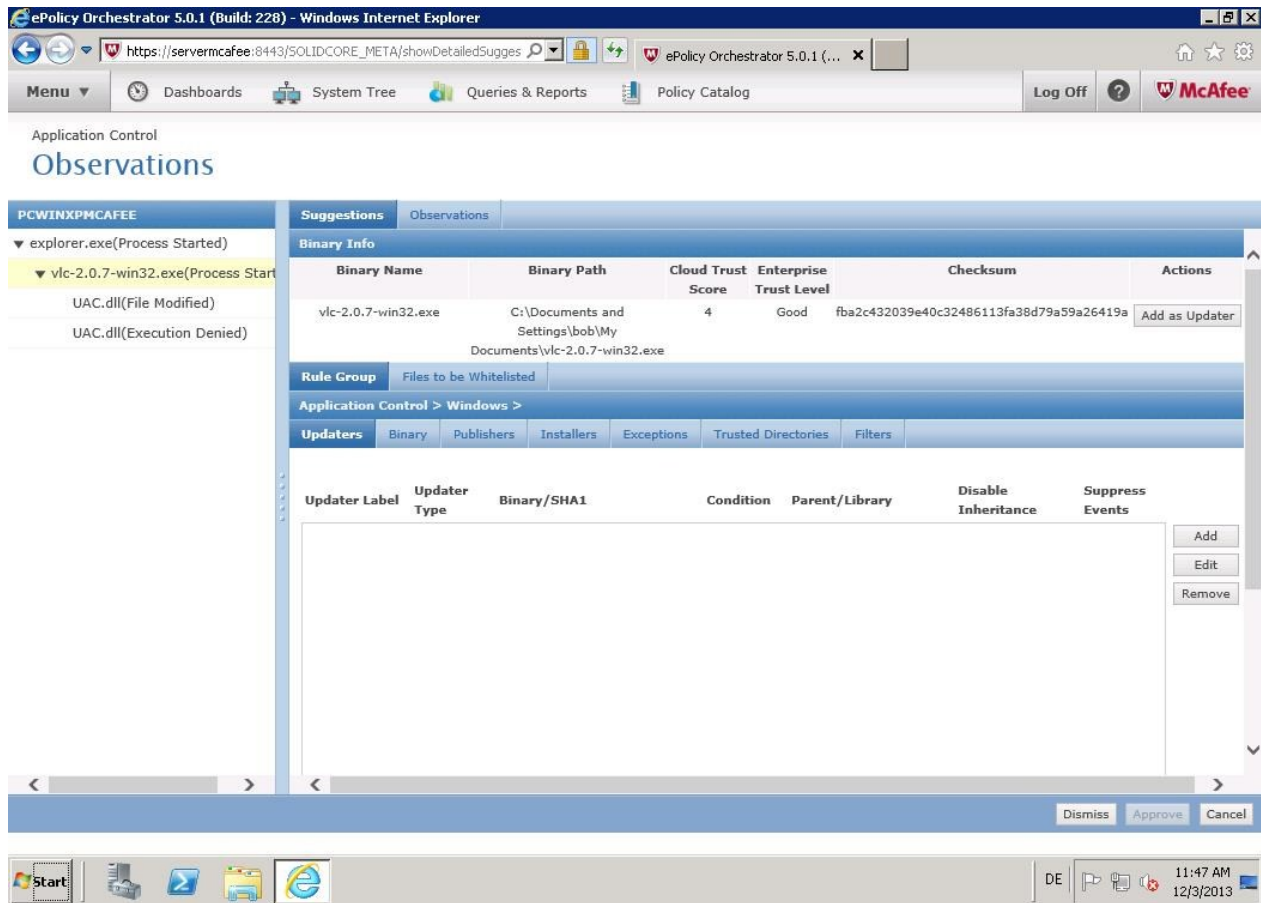 ePolicy Orchestrator 5.0.1 (Build: 228) - Windows Internet Explorer
https://servermcafee:8443/SOLIDCORE_META/showDetailedSugges
ePolicy Orchestrator 5.0.1 (...
Menu Dashboards System Tree Queries & Reports Policy Catalog Log Off ? McAfee
Application Control
Observations
PCWINXPMCAFEE
explorer.exe(Process Started)
vlc-2.0.7-win32.exe(Process Start
UAC.dll(File Modified)
UAC.dll(Execution Denied)
Suggestions Observations
Binary Info
Binary Name Binary Path Cloud Trust Enterprise Checksum Actions
Score Trust Level
vlc-2.0.7-win32.exe C:\Documents and 4 Good fba2c432039e40c32486113fa38d79a59a26419a Add as Updater
Settings\bob\My
Documents\vlc-2.0.7-win32.exe
Rule Group Files to be Whitelisted
Application Control > Windows >
Updaters Binary Publishers Installers Exceptions Trusted Directories Filters
Updater Label Updater Binary/SHA1 Condition Parent/Library Disable Suppress
Type Inheritance Events
Add
Edit
Remove
Dismiss Approve Cancel
Start DE 11:47 AM
12/3/2013